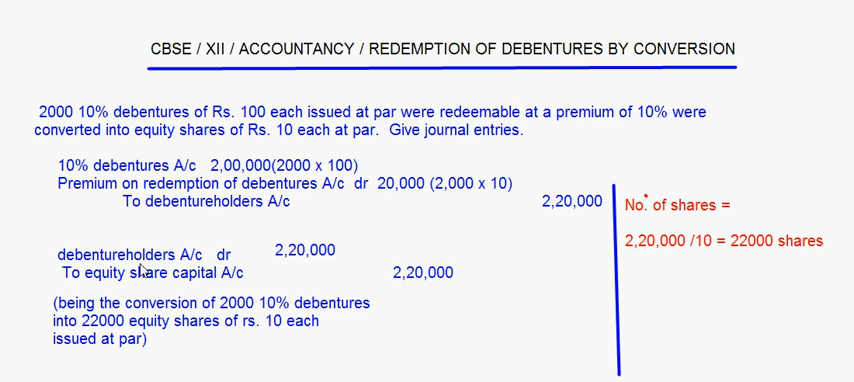 CBSE / XII / ACCOUNTANCY / REDEMPTION OF DEBENTURES BY CONVERSION
2000 10% debentures of Rs. 100 each issued at par were redeemable at a premium of 10% were
converted into equity shares of Rs. 10 each at par. Give journal entries.
10% debentures A/c 2,00,000(2000 x 100)
Premium on redemption of debentures A/c dr 20,000 (2,000 x 10)
To debentureholders A/c 2,20,000
No. of shares =
2,20,000 /10 = 22000 shares
debentureholders A/c dr 2,20,000
To equity share capital A/c 2,20,000
(being the conversion of 2000 10% debentures
into 22000 equity shares of rs. 10 each
issued at par)